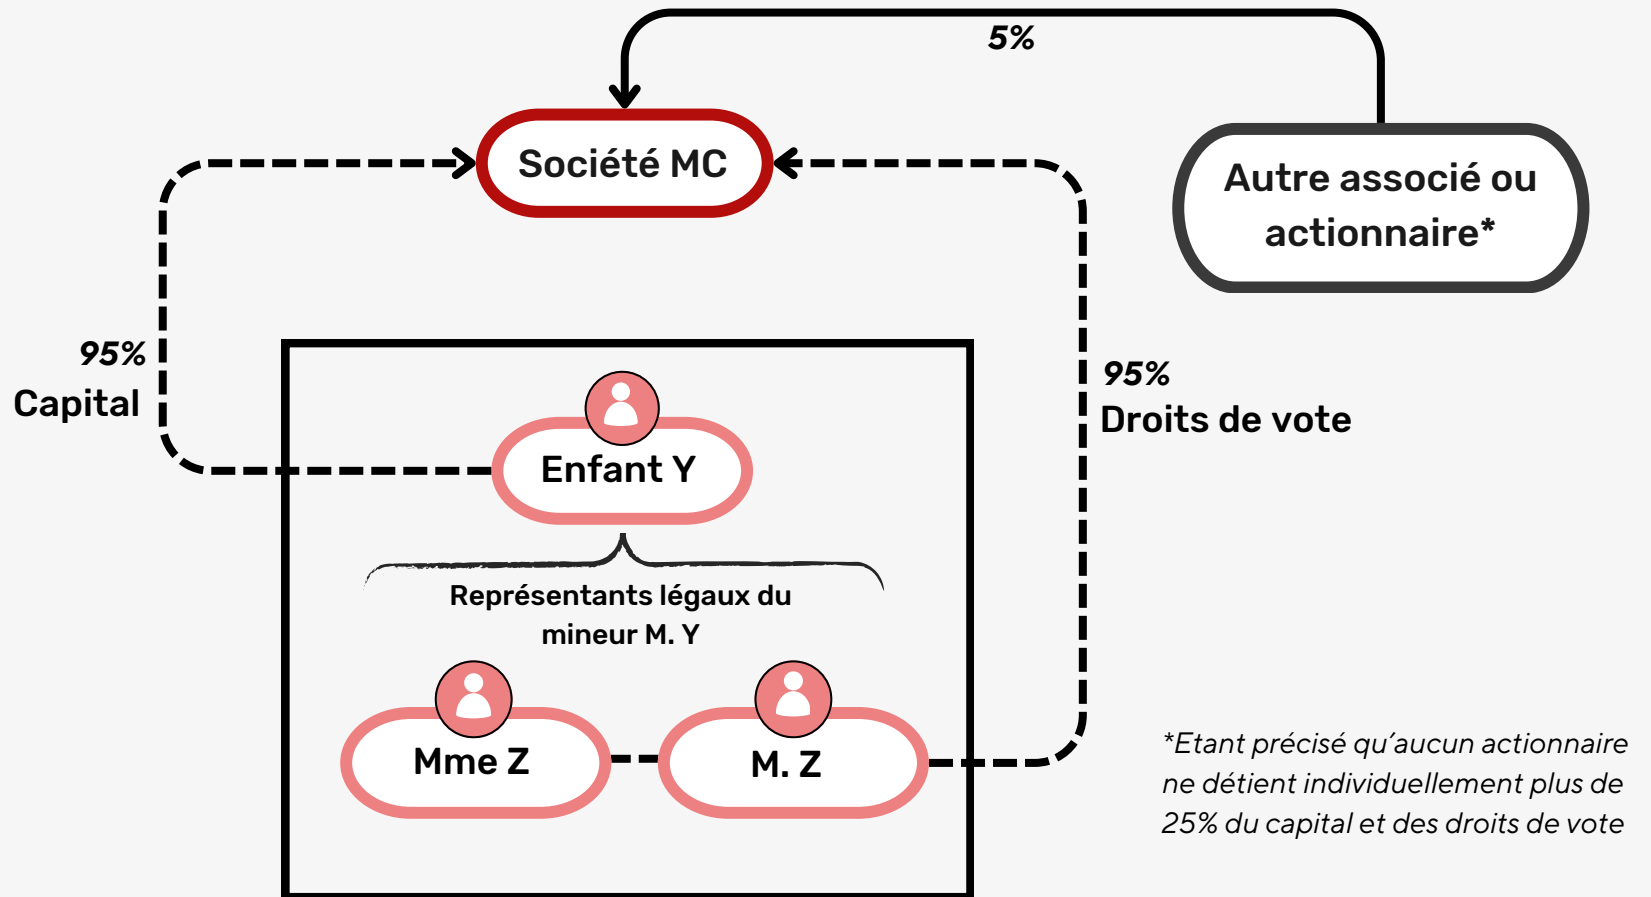 5%
Société MC
Autre associé ou
actionnaire*
95%
Capital
95%
Droits de vote
Enfant Y
Représentants légaux du
mineur M. Y
Mme Z
M. Z
*Etant précisé qu'aucun actionnaire
ne détient individuellement plus de
25% du capital et des droits de vote